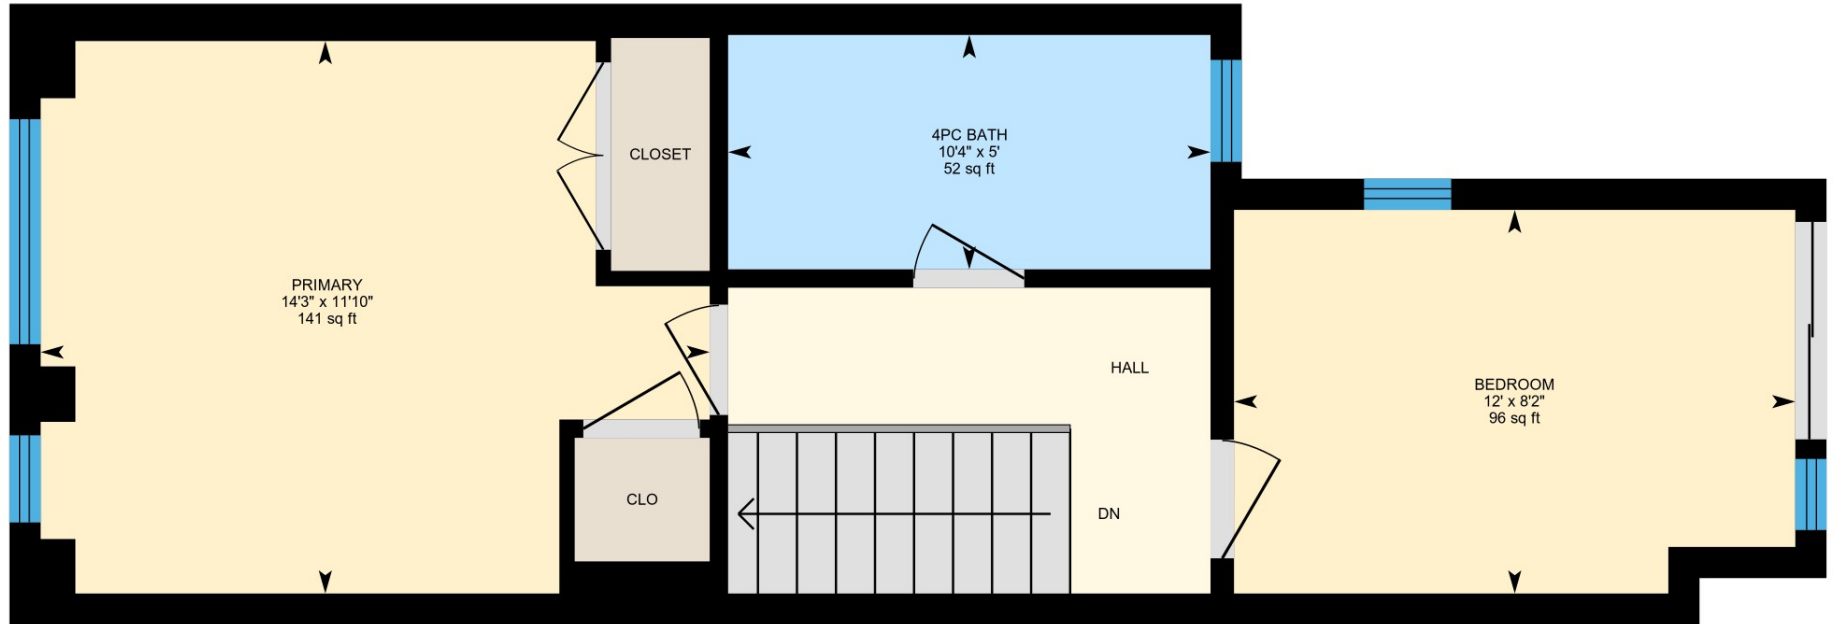 PRIMARY
14'3" x 11'10"
141 sq ft
CLOSET
4PC BATH
10'4" x 5'
52 sq ft
HALL
BEDROOM
12' x 8'2"
96 sq ft
CLO
DN